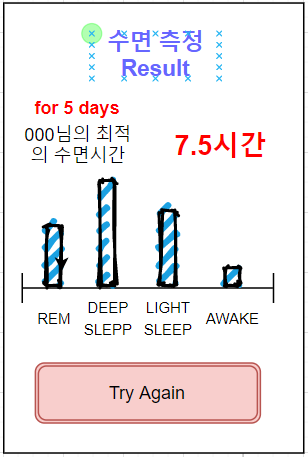 수면 측정
Result
for 5 days
000님의 최적
의 수면시간
7.5시간
REM
DEEP
SLEPP
LIGHT
SLEEP
AWAKE
Try Again